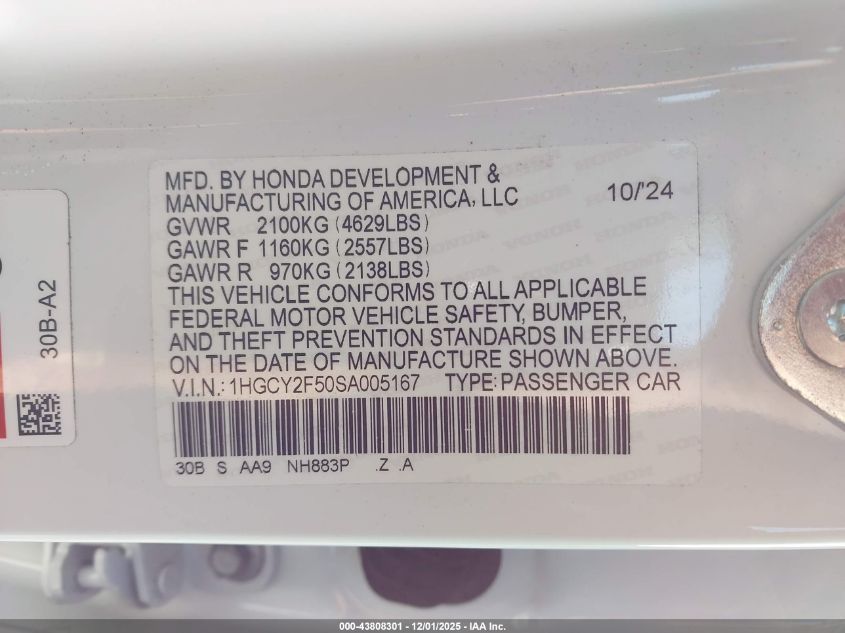 MFD. BY HONDA DEVELOPMENT &
MANUFACTURING OF AMERICA, LLC 10/'24
GVWR 2100KG (4629LBS)
GAWR F 1160KG (2557LBS)
GAWR R 970KG (2138LBS)
THIS VEHICLE CONFORMS TO ALL APPLICABLE
FEDERAL MOTOR VEHICLE SAFETY, BUMPER,
AND THEFT PREVENTION STANDARDS IN EFFECT
ON THE DATE OF MANUFACTURE SHOWN ABOVE.
V.I.N.: 1HGCY2F50SA005167 TYPE: PASSENGER CAR
30B S AA9 NH883P .Z .A
30B-A2
HONDA
000-43808301 - 12/01/2025 - IAA Inc.